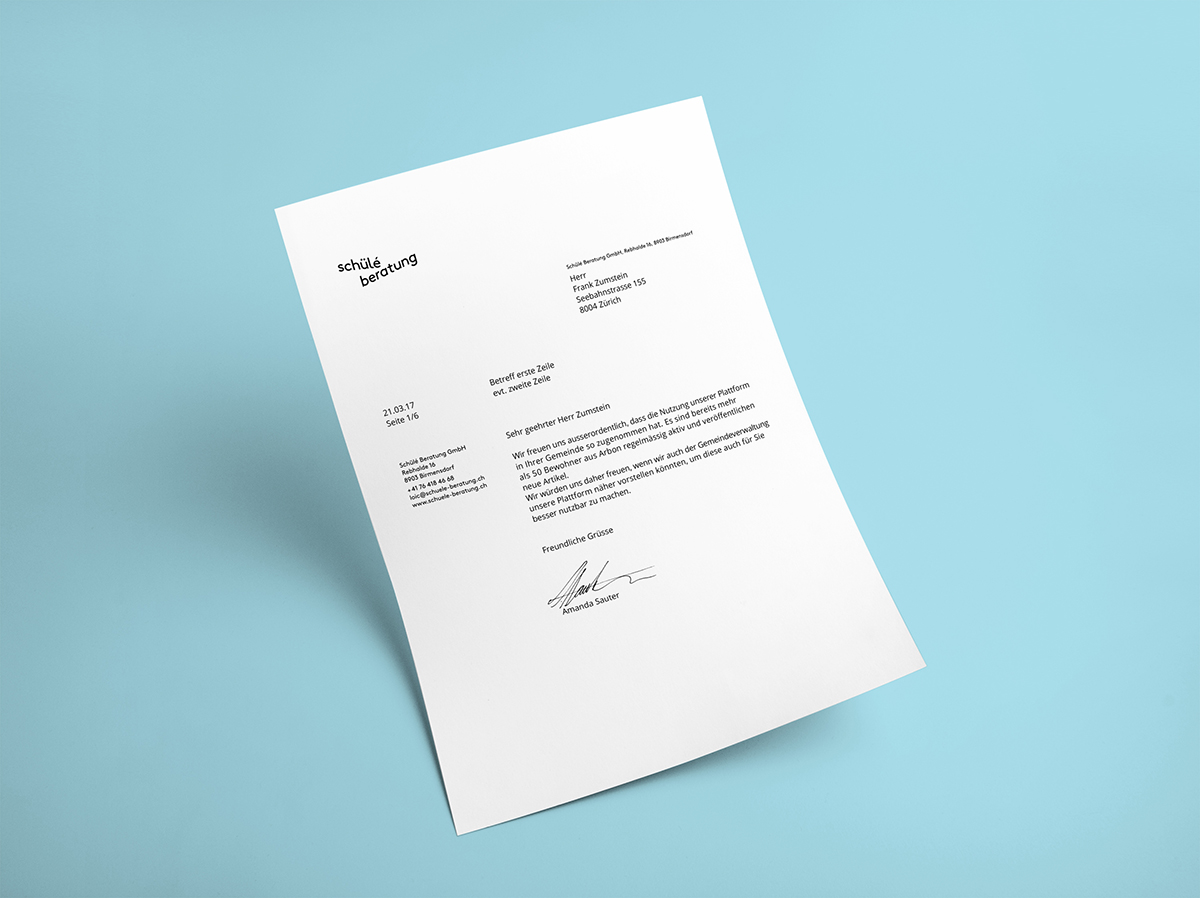 schülé
beratung
Schülé Beratung GmbH, Rebhalde 16, 8903 Birmensdorf
Herr
Frank Zumstein
Seebahnstrasse 155
8004 Zürich
Betreff erste Zeile
evt. zweite Zeile
21.03.17
Seite 1/6
Schülé Beratung GmbH
Rebhalde 16
8903 Birmensdorf
+41 76 418 46 68
loic@schuele-beratung.ch
www.schuele-beratung.ch
Sehr geehrter Herr Zumstein
Wir freuen uns ausserordentlich, dass die Nutzung unserer Plattform
in Ihrer Gemeinde so zugenommen hat. Es sind bereits mehr
als 50 Bewohner aus Arbon regelmässig aktiv und veröffentlichen
neue Artikel.
Wir würden uns daher freuen, wenn wir auch der Gemeindeverwaltung
unsere Plattform näher vorstellen könnten, um diese auch für Sie
besser nutzbar zu machen.
Freundliche Grüsse
Amanda Sauter